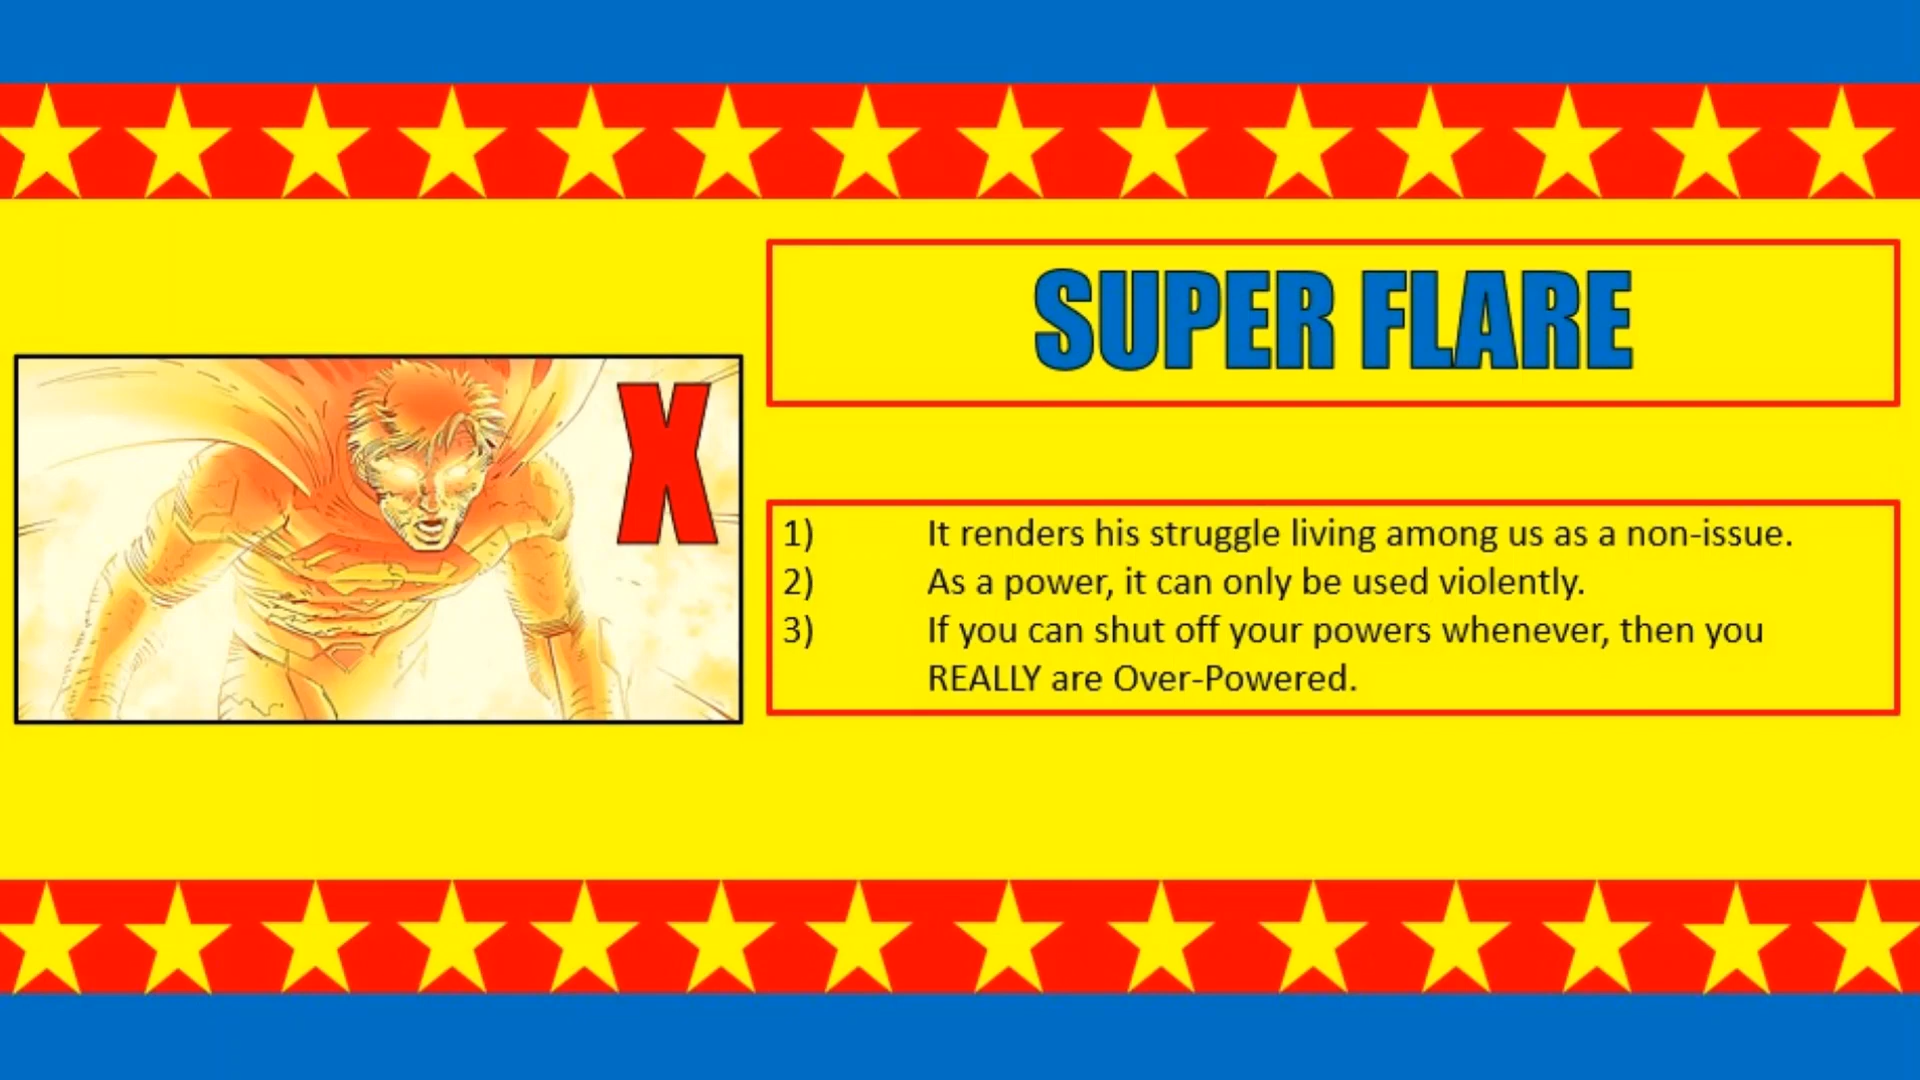 SUPER FLARE
X
1) It renders his struggle living among us as a non-issue.
2) As a power, it can only be used violently.
3) If you can shut off your powers whenever, then you
REALLY are Over-Powered.